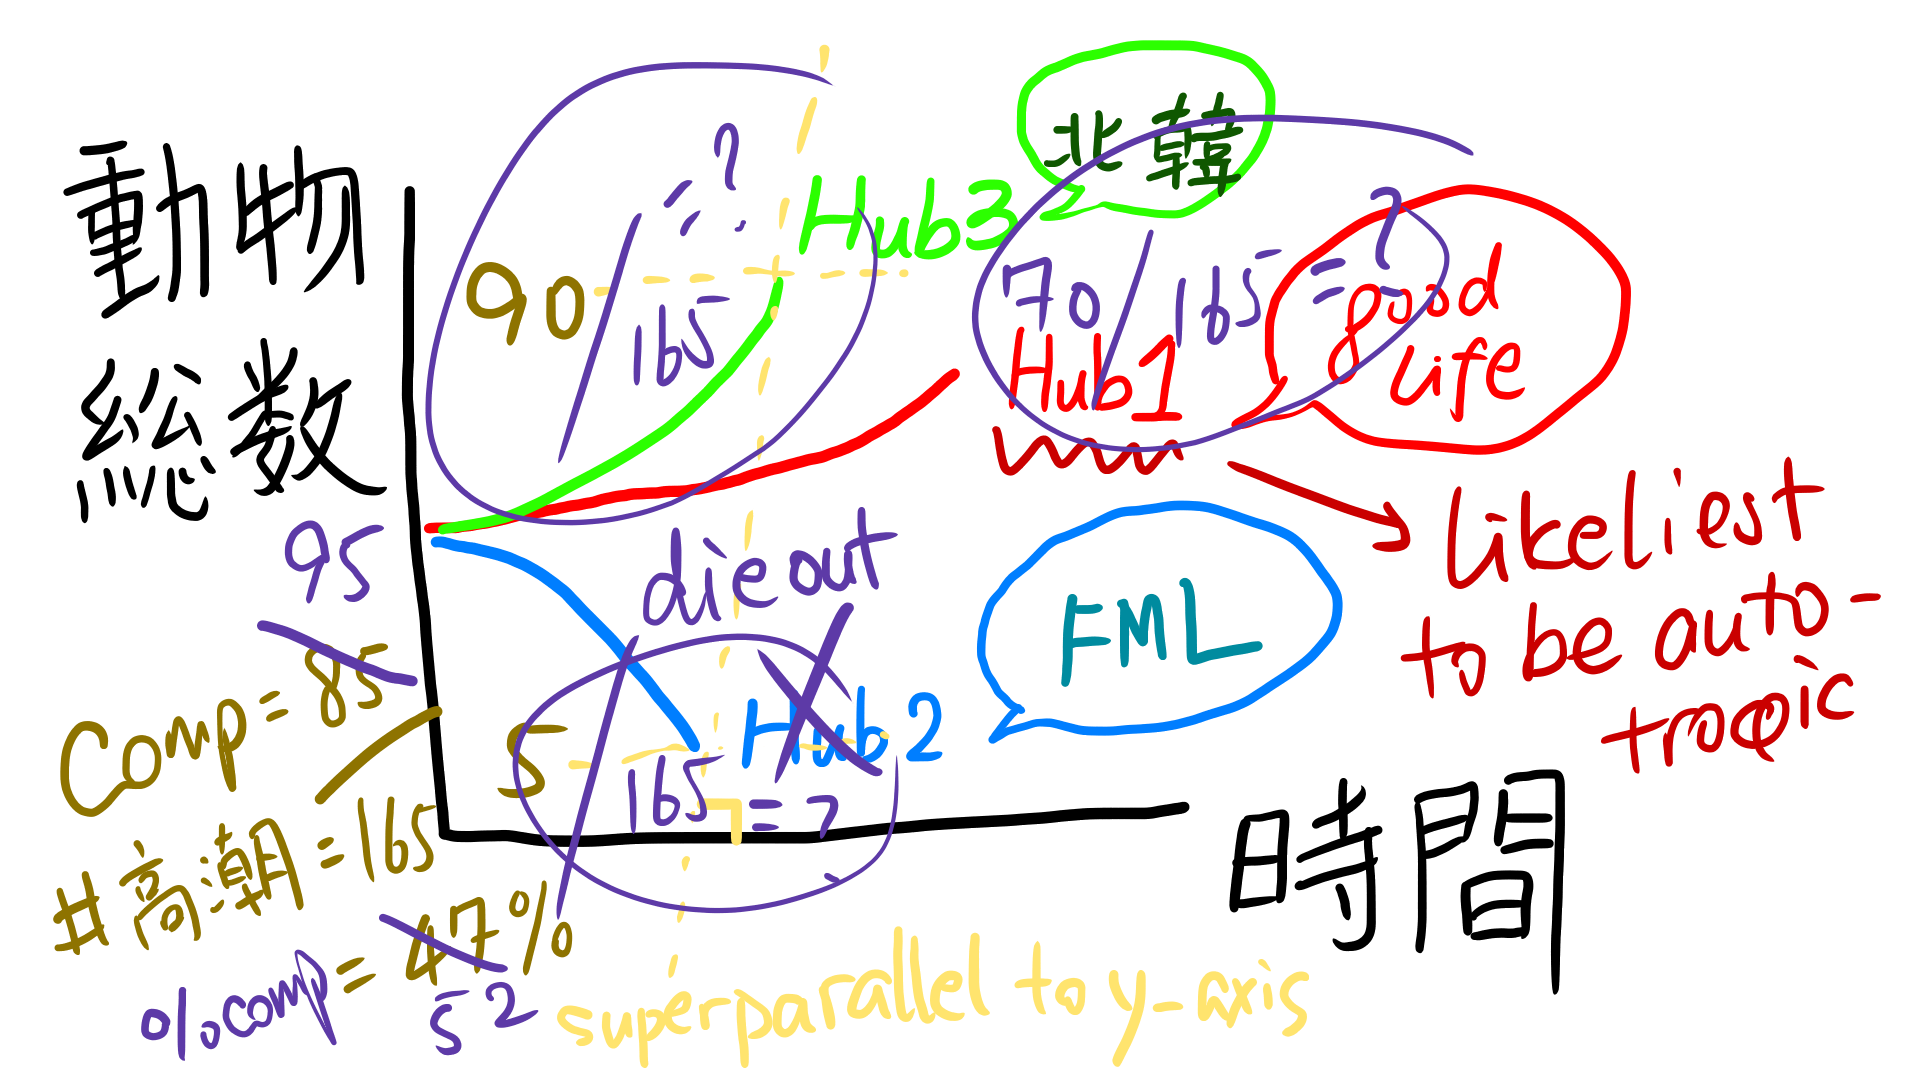 動物
総数
北韓
?
=
Hub3
90/165
70/165=?
good
life
Hub1
95
die out
likeliest
to be auto-
tropic
FML
Comp=85
Hub2
5/165=?
#高潮=165
時間
%comp=47%
52
superparallel to y-axis